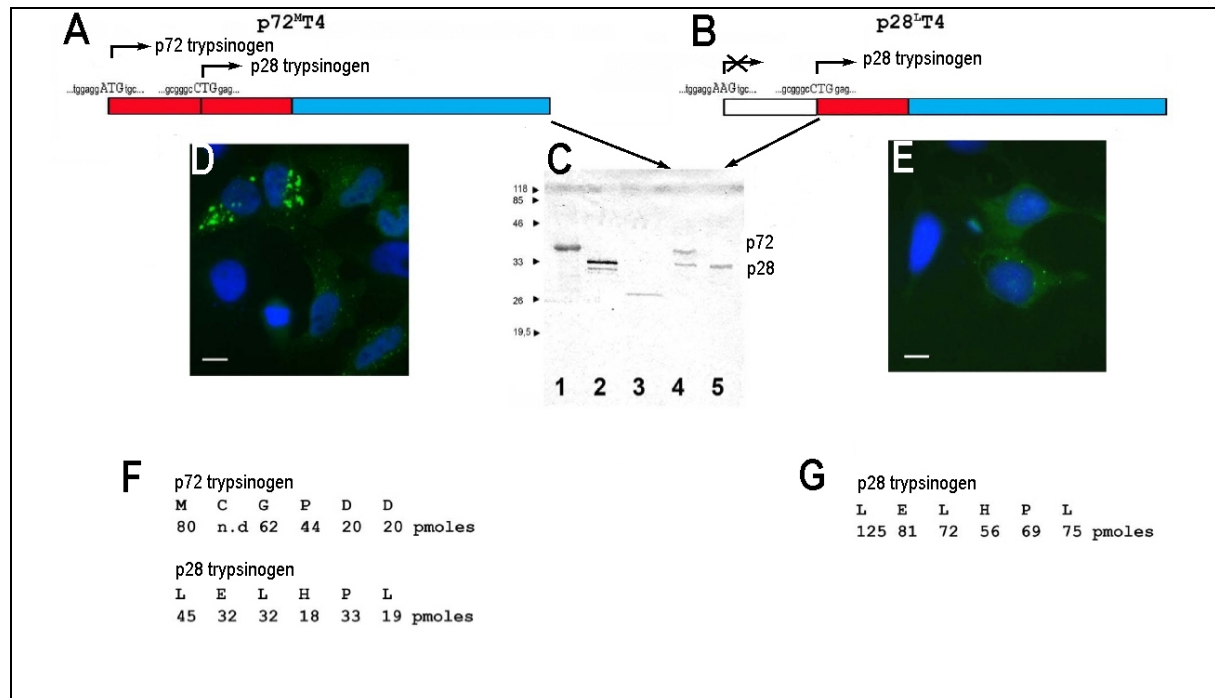 A
p72ᴹT4
p72 trypsinogen
p28 trypsinogen
...tggaggATGtgc... ...gcgggcCTGgag...
B
p28ᴸT4
p28 trypsinogen
...tggaggAAGtgc... ...gcgggcCTGgag...
D
C
E
118
85
46
33
26
19,5
p72
p28
1 2 3 4 5
F
p72 trypsinogen
M C G P D D
80 n.d 62 44 20 20 pmoles
p28 trypsinogen
L E L H P L
45 32 32 18 33 19 pmoles
G
p28 trypsinogen
L E L H P L
125 81 72 56 69 75 pmoles